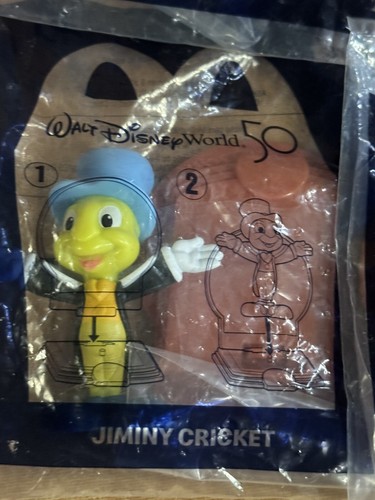 WALT DISNEY World. 50
1 2
JIMINY CRICKET